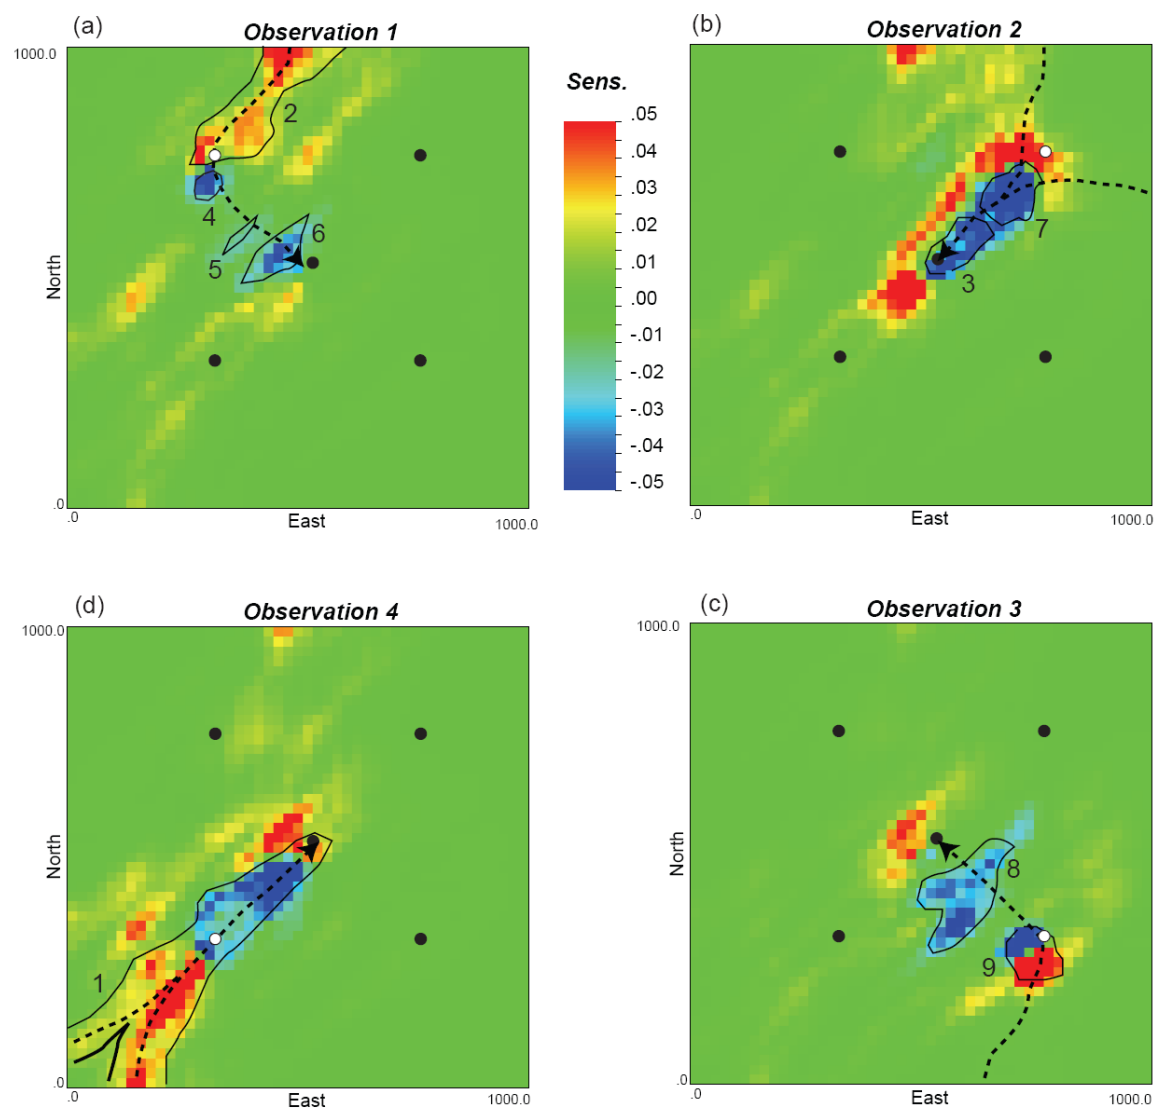 (a)
Observation 1
1000.0
North
.0
.0
East
1000.0
2
4
5
6
Sens.
.05
.04
.03
.02
.01
.00
-.01
-.02
-.03
-.04
-.05
(b)
Observation 2
North
.0
East
1000.0
7
3
(d)
Observation 4
1000.0
North
.0
.0
East
1000.0
1
(c)
Observation 3
1000.0
North
.0
.0
East
1000.0
8
9